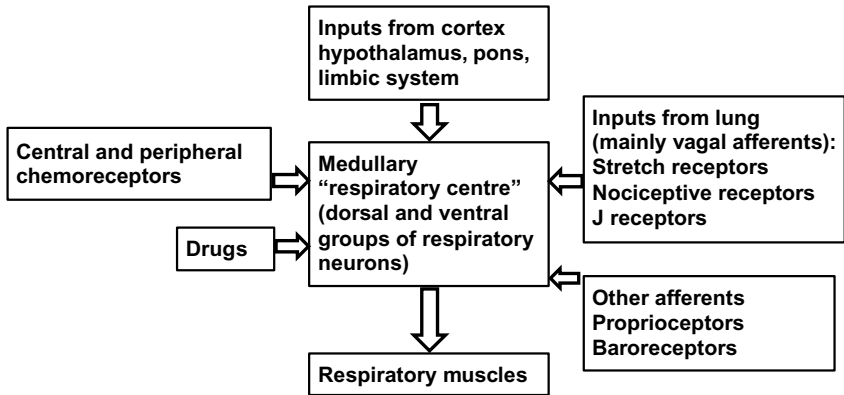 Inputs from cortex
hypothalamus, pons,
limbic system
Central and peripheral
chemoreceptors
Drugs
Medullary
“respiratory centre”
(dorsal and ventral
groups of respiratory
neurons)
Inputs from lung
(mainly vagal afferents):
Stretch receptors
Nociceptive receptors
J receptors
Other afferents
Proprioceptors
Baroreceptors
Respiratory muscles